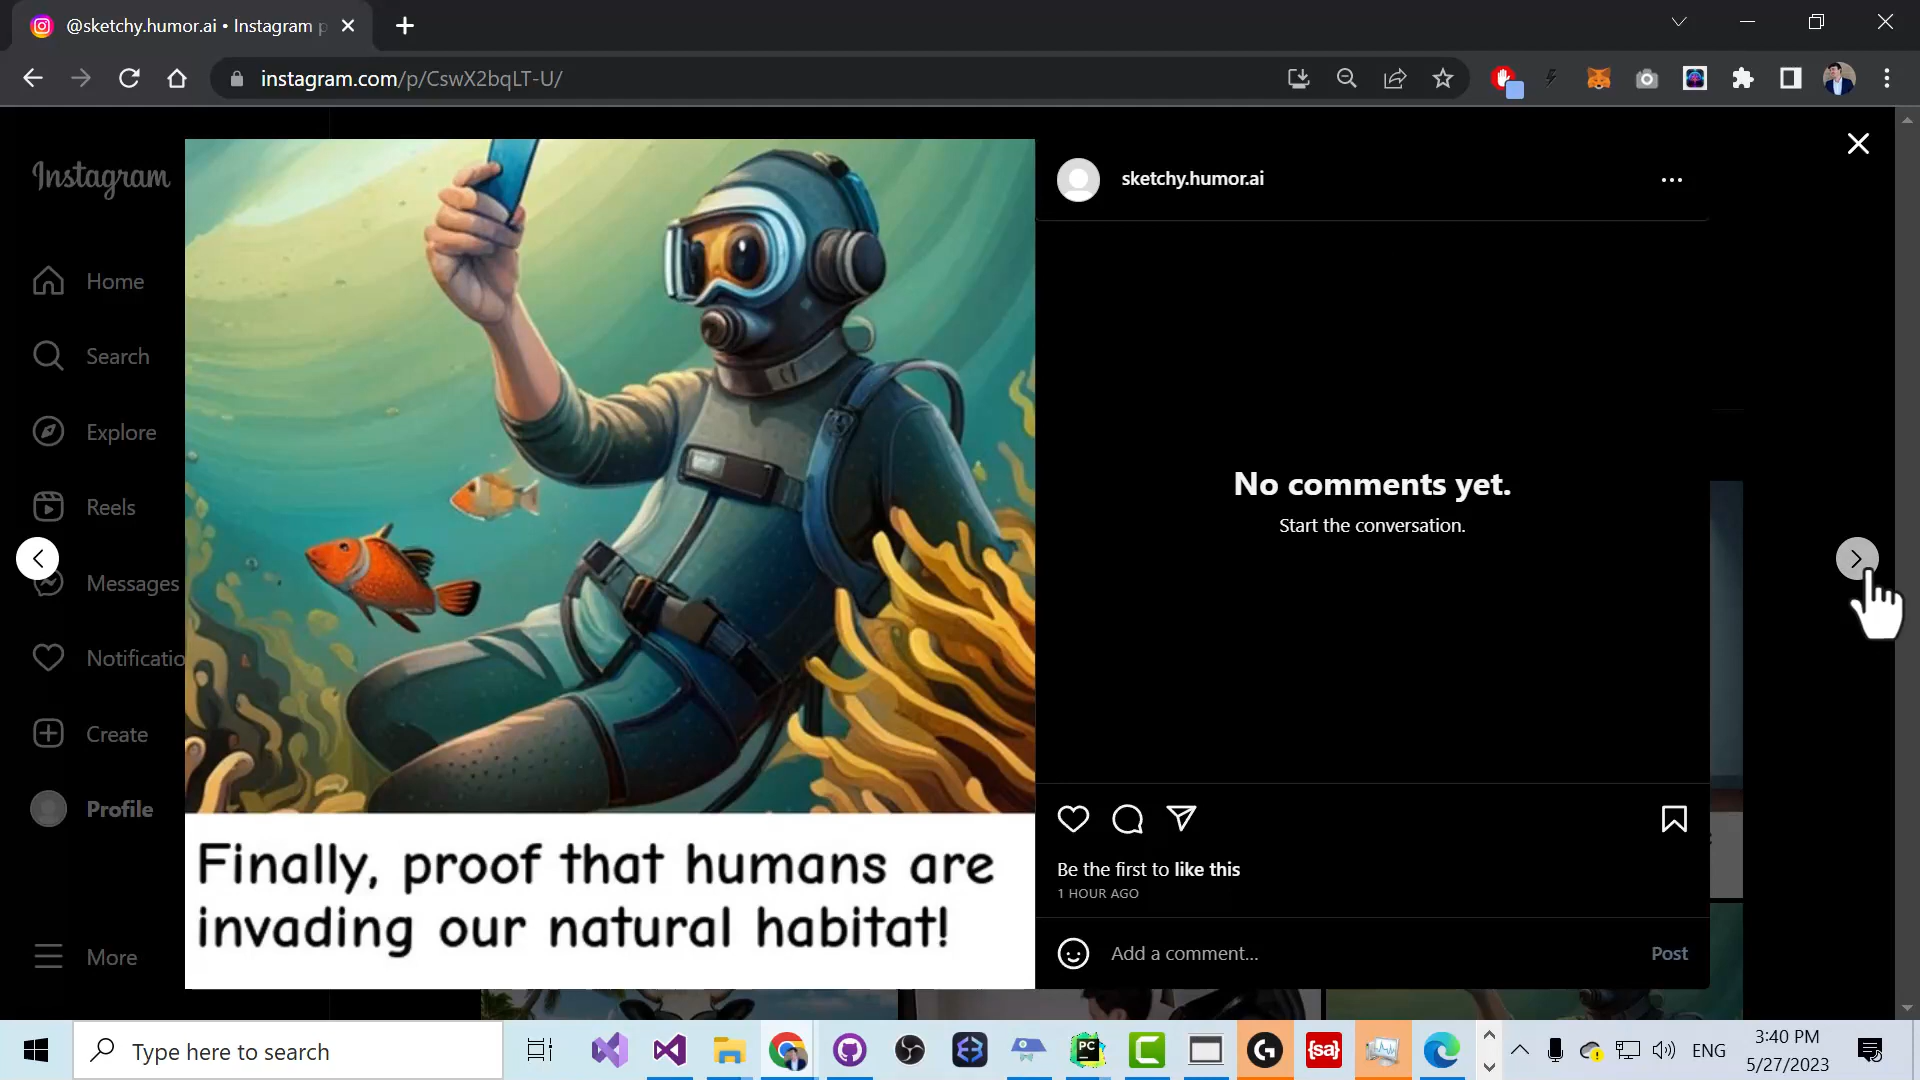 @sketchy.humor.ai • Instagram p
instagram.com/p/CswX2bqLT-U/
Instagram
Home
Search
Explore
Reels
Messages
Notificatio
Create
Profile
More
Finally, proof that humans are
invading our natural habitat!
sketchy.humor.ai
No comments yet.
Start the conversation.
Be the first to like this
1 HOUR AGO
Add a comment...
Post
Type here to search
PC
{sa}
ENG
3:40 PM
5/27/2023